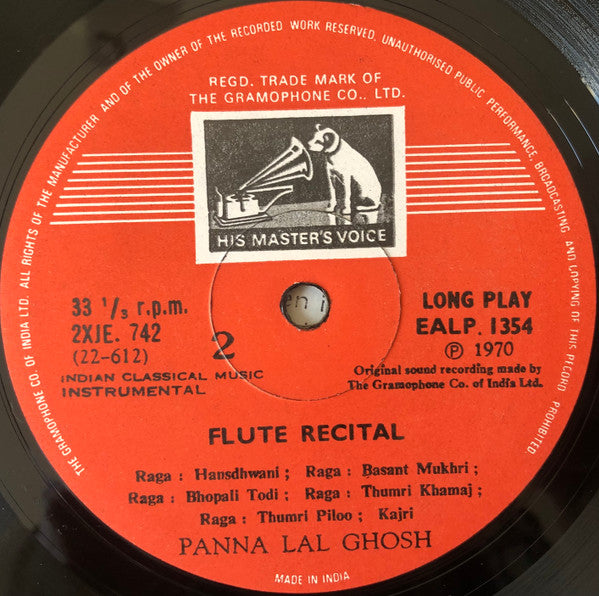 THE GRAMOPHONE CO. OF INDIA LTD. ALL RIGHTS OF THE MANUFACTURER AND OF THE OWNER OF THE RECORDED WORK RESERVED. UNAUTHORISED PUBLIC PERFORMANCE, BROADCASTING AND COPYING OF THIS RECORD PROHIBITED
REGD. TRADE MARK OF
THE GRAMOPHONE CO., LTD.
HIS MASTER'S VOICE
33 1/3 r.p.m.
2XJE. 742
(22-612)
2
INDIAN CLASSICAL MUSIC
INSTRUMENTAL
LONG PLAY
EALP. 1354
Ⓟ 1970
Original sound recording made by
The Gramophone Co. of India Ltd.
FLUTE RECITAL
Raga : Hansdhwani ; Raga : Basant Mukhri ;
Raga : Bhopali Todi ; Raga : Thumri Khamaj ;
Raga : Thumri Piloo ; Kajri
PANNA LAL GHOSH
MADE IN INDIA